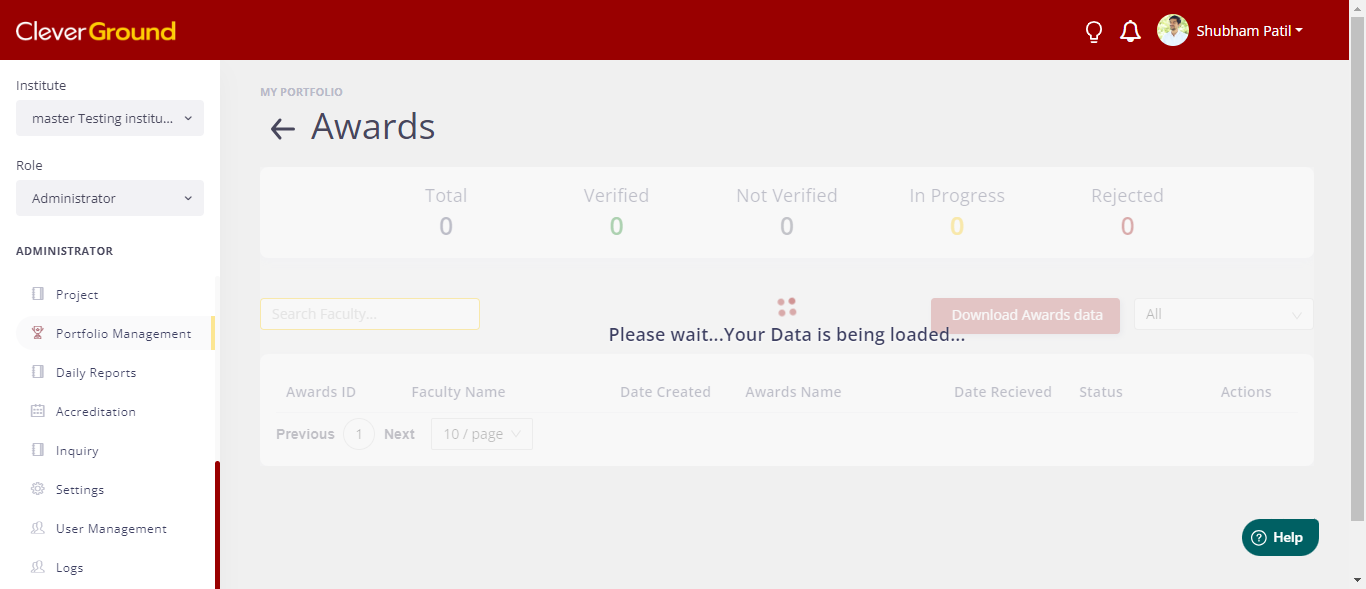 CleverGround
Shubham Patil
Institute
master Testing institu...
Role
Administrator
ADMINISTRATOR
Project
Portfolio Management
Daily Reports
Accreditation
Inquiry
Settings
User Management
Logs
MY PORTFOLIO
Awards
Total Verified Not Verified In Progress Rejected
0 0 0 0 0
Search Faculty...
Download Awards data
All
Please wait...Your Data is being loaded...
Awards ID Faculty Name Date Created Awards Name Date Recieved Status Actions
Previous 1 Next 10 / page
Help